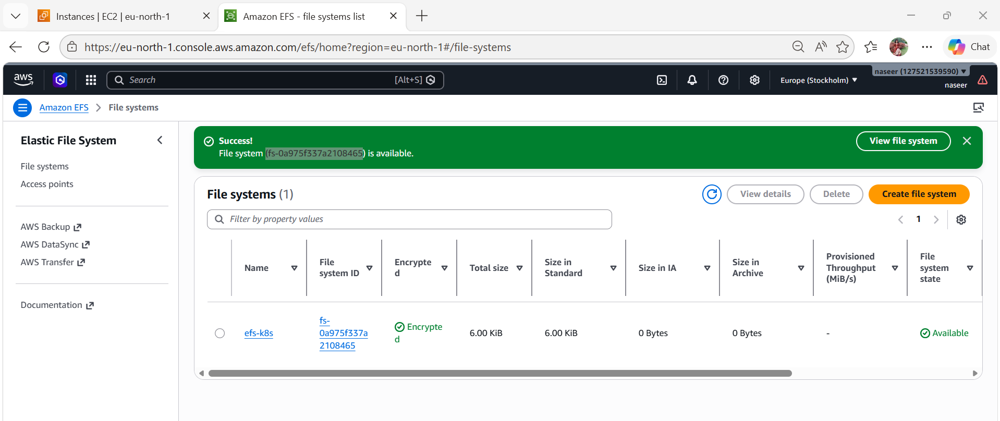 Instances | EC2 | eu-north-1
Amazon EFS - file systems list
https://eu-north-1.console.aws.amazon.com/efs/home?region=eu-north-1#/file-systems
Chat
aws
Search
[Alt+S]
Europe (Stockholm)
naseer (127521539590)
naseer
Amazon EFS
File systems
Elastic File System
File systems
Access points
AWS Backup
AWS DataSync
AWS Transfer
Documentation
Success!
File system (fs-0a975f337a2108465) is available.
View file system
File systems (1)
View details
Delete
Create file system
Filter by property values
1
Name
File
system ID
Encrypte
d
Total size
Size in
Standard
Size in IA
Size in
Archive
Provisioned
Throughput
(MiB/s)
File
system
state
efs-k8s
fs-
0a975f337a
2108465
Encrypte
d
6.00 KiB
6.00 KiB
0 Bytes
0 Bytes
-
Available